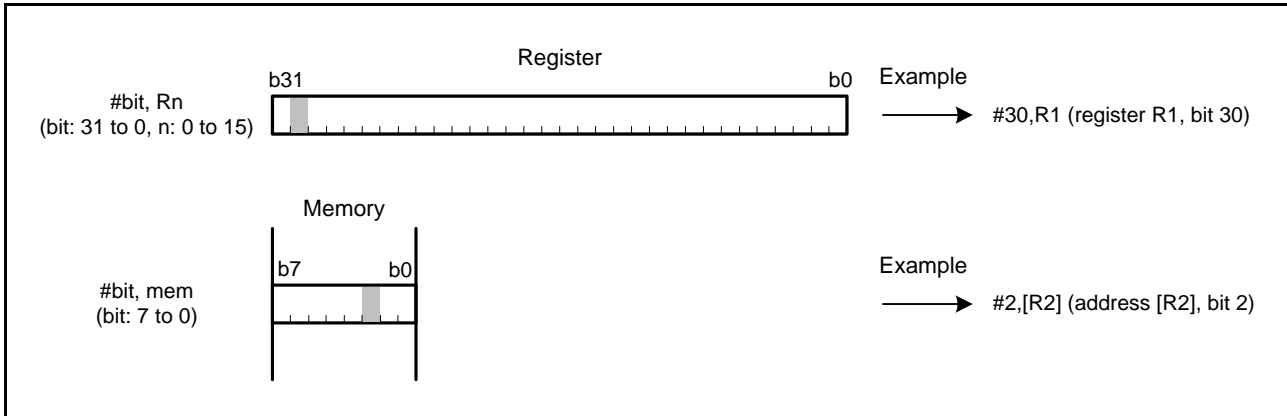 Register
b31 b0
#bit, Rn
(bit: 31 to 0, n: 0 to 15)
Example
#30,R1 (register R1, bit 30)
Memory
b7 b0
#bit, mem
(bit: 7 to 0)
Example
#2,[R2] (address [R2], bit 2)